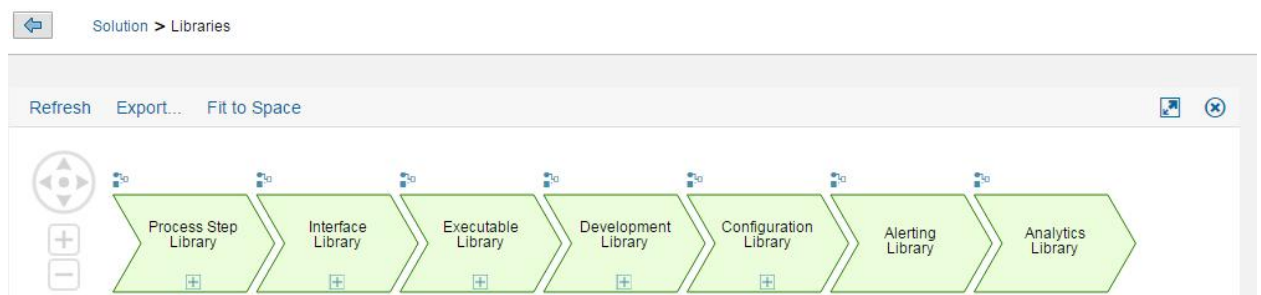 Solution > Libraries
Refresh Export... Fit to Space
Process Step
Library
Interface
Library
Executable
Library
Development
Library
Configuration
Library
Alerting
Library
Analytics
Library